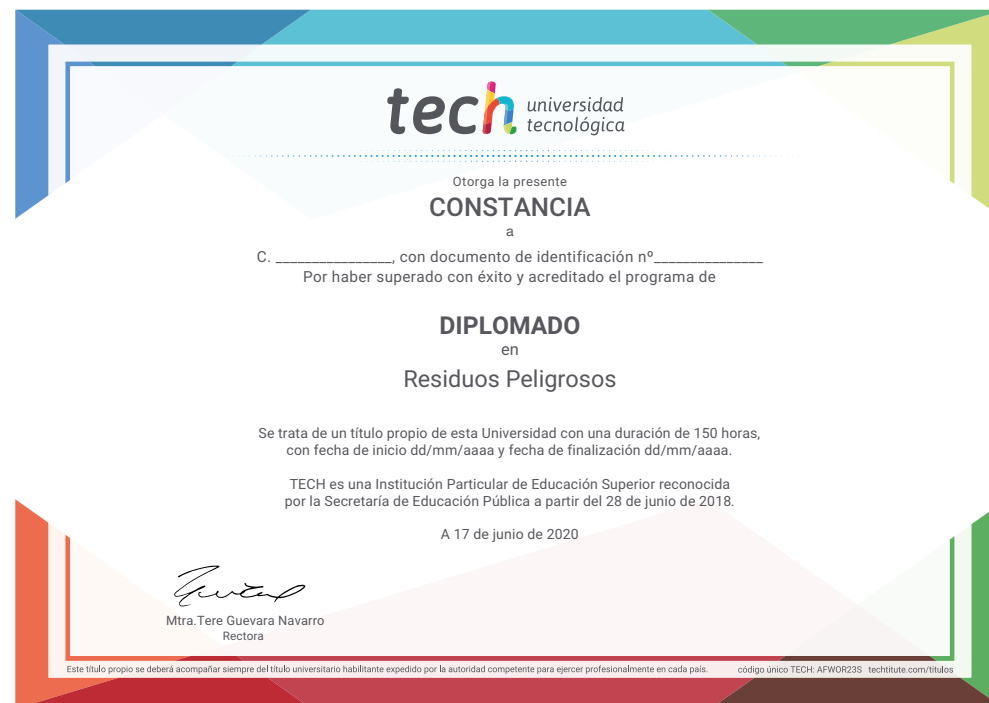 tech universidad
tecnológica
Otorga la presente
CONSTANCIA
a
C. ________________, con documento de identificación nº_______________
Por haber superado con éxito y acreditado el programa de
DIPLOMADO
en
Residuos Peligrosos
Se trata de un título propio de esta Universidad con una duración de 150 horas,
con fecha de inicio dd/mm/aaaa y fecha de finalización dd/mm/aaaa.
TECH es una Institución Particular de Educación Superior reconocida
por la Secretaría de Educación Pública a partir del 28 de junio de 2018.
A 17 de junio de 2020
Mtra.Tere Guevara Navarro
Rectora
Este título propio se deberá acompañar siempre del título universitario habilitante expedido por la autoridad competente para ejercer profesionalmente en cada país. código único TECH: AFWOR23S techtitute.com/titulos